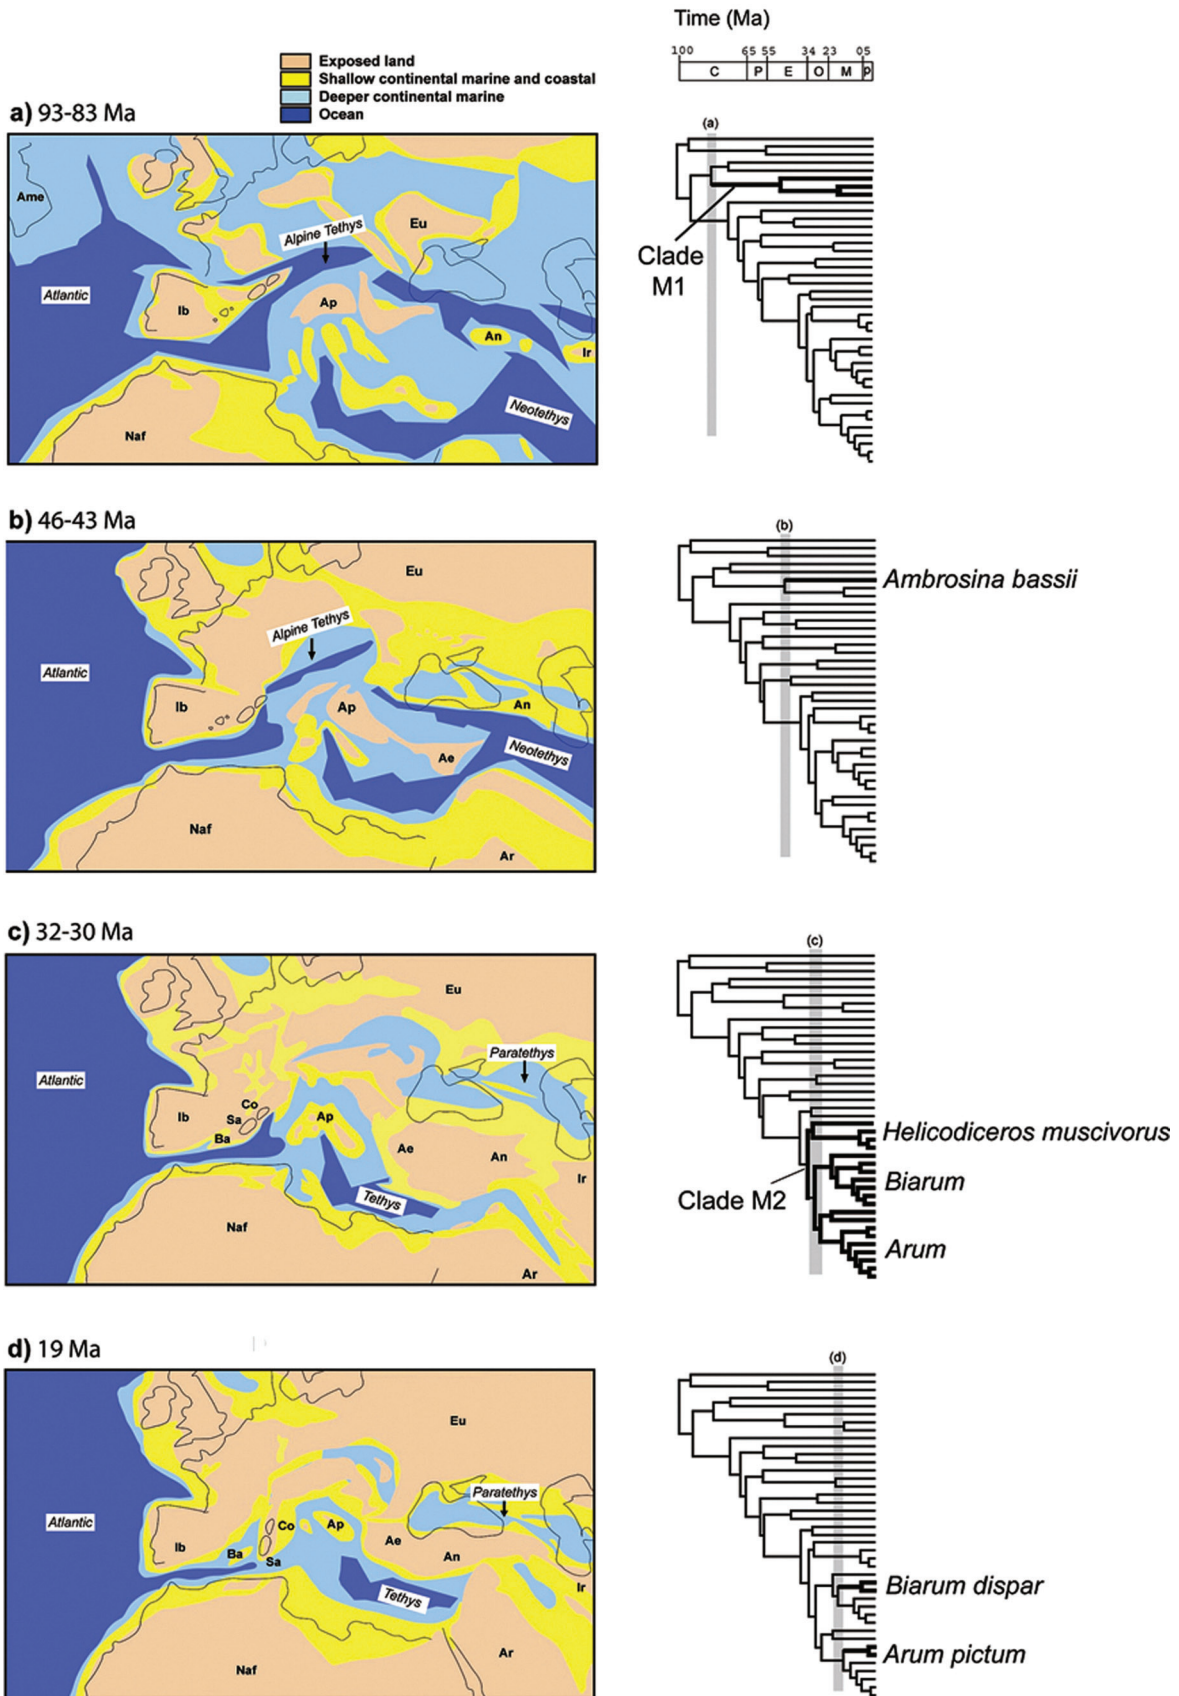 Time (Ma)
100 65 55 34 23 0 5
C P E O M P
Exposed land
Shallow continental marine and coastal
Deeper continental marine
Ocean
a) 93-83 Ma
Ame
Atlantic
Alpine Tethys
Eu
Ib
Ap
An
Ir
Neotethys
Naf
(a)
Clade
M1
b) 46-43 Ma
Eu
Alpine Tethys
Atlantic
Ib
Ap
An
Ae
Neotethys
Naf
Ar
(b)
Ambrosina bassii
c) 32-30 Ma
Eu
Paratethys
Atlantic
Co
Ib
Sa
Ap
Ba
Ae
An
Ir
Tethys
Naf
Ar
(c)
Helicodiceros muscivorus
Biarum
Clade M2
Arum
d) 19 Ma
Eu
Paratethys
Atlantic
Co
Ap
Ib
Ba
Sa
Ae
An
Ir
Tethys
Ar
Naf
(d)
Biarum dispar
Arum pictum